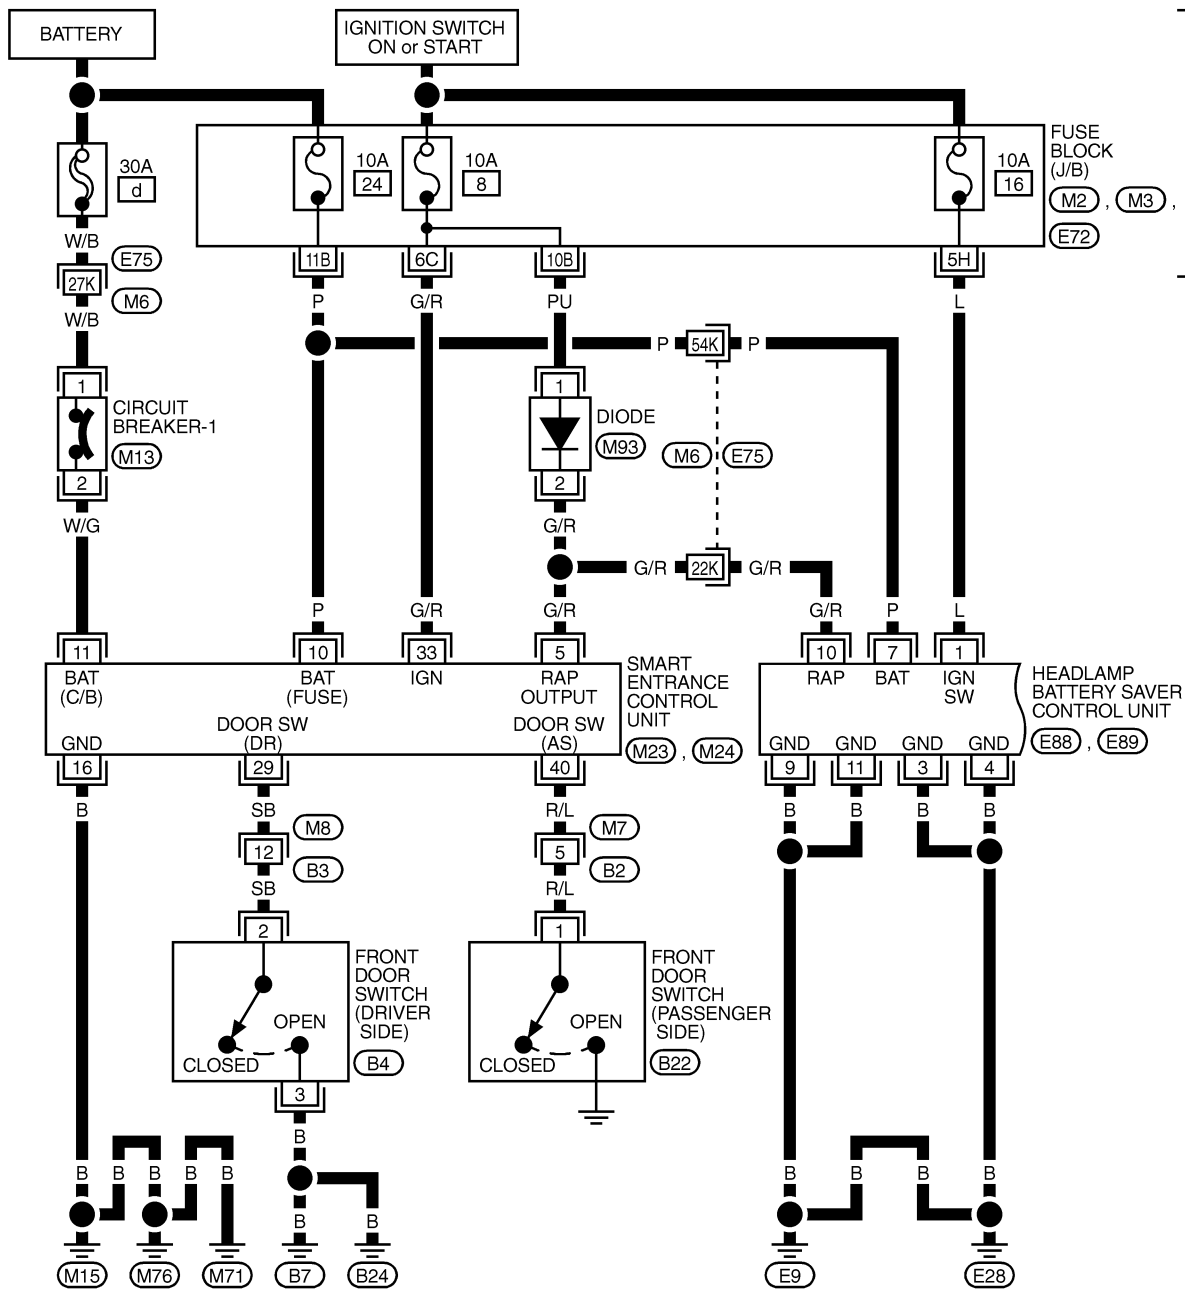 BATTERY
IGNITION SWITCH
ON or START
30A
d
10A
24
10A
8
10A
16
FUSE
BLOCK
(J/B)
M2 , M3 ,
E72
W/B
E75
27K
M6
W/B
11B
6C
10B
5H
P
G/R
PU
L
P
54K
P
1
CIRCUIT
BREAKER-1
M13
2
W/G
1
DIODE
M93
2
M6
E75
G/R
G/R
22K
G/R
P
G/R
G/R
G/R
P
L
11
10
33
5
10
7
1
BAT
(C/B)
BAT
(FUSE)
IGN
RAP
OUTPUT
SMART
ENTRANCE
CONTROL
UNIT
M23 , M24
RAP
BAT
IGN
SW
HEADLAMP
BATTERY SAVER
CONTROL UNIT
E88 , E89
GND
DOOR SW
(DR)
DOOR SW
(AS)
GND
GND
GND
GND
16
29
40
9
11
3
4
B
SB
R/L
B
B
B
B
M8
12
B3
M7
5
B2
SB
R/L
2
1
FRONT
DOOR
SWITCH
(DRIVER
SIDE)
B4
OPEN
CLOSED
FRONT
DOOR
SWITCH
(PASSENGER
SIDE)
B22
OPEN
CLOSED
3
B
B
B
B
B
B
B
B
B
B
B
B
M15
M76
M71
B7
B24
E9
E28